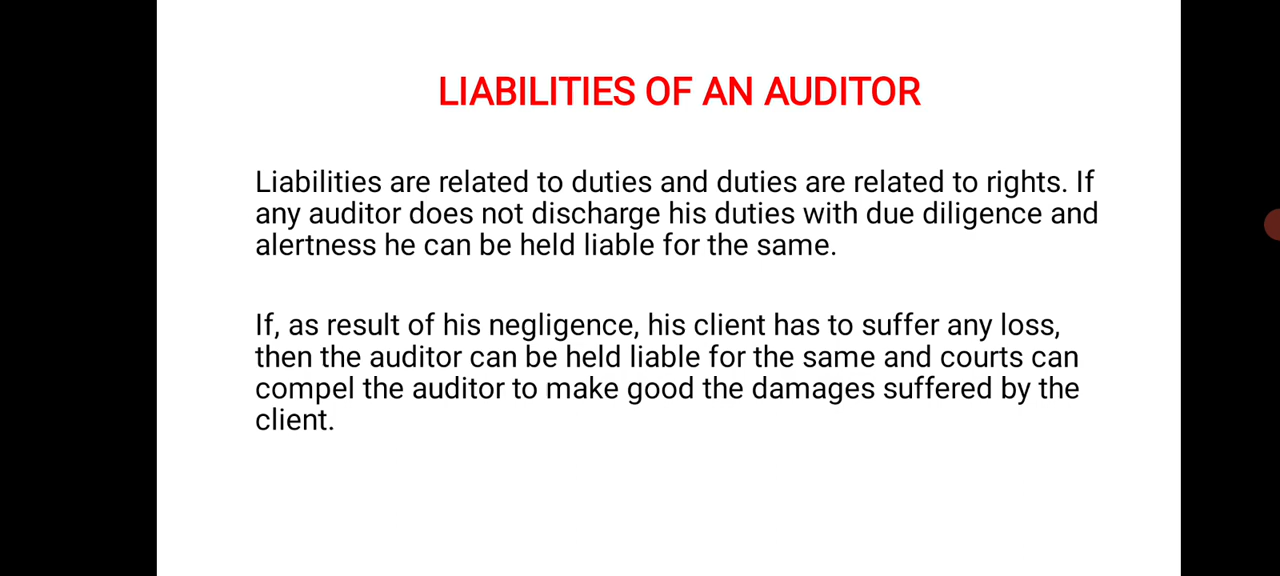 LIABILITIES OF AN AUDITOR
Liabilities are related to duties and duties are related to rights. If
any auditor does not discharge his duties with due diligence and
alertness he can be held liable for the same.
If, as result of his negligence, his client has to suffer any loss,
then the auditor can be held liable for the same and courts can
compel the auditor to make good the damages suffered by the
client.